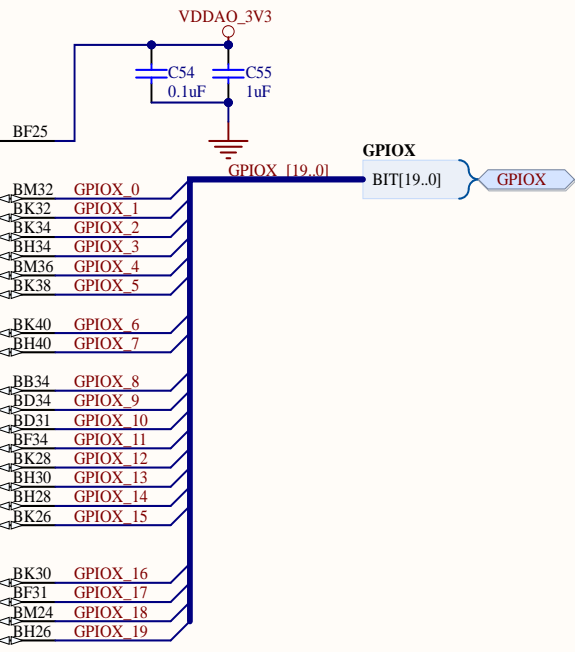 VDDAO_3V3
C54
0.1uF
C55
1uF
BF25
GPIOX
GPIOX_[19..0]
BIT[19..0]
GPIOX
BM32 GPIOX_0
BK32 GPIOX_1
BK34 GPIOX_2
BH34 GPIOX_3
BM36 GPIOX_4
BK38 GPIOX_5
BK40 GPIOX_6
BH40 GPIOX_7
BB34 GPIOX_8
BD34 GPIOX_9
BD31 GPIOX_10
BF34 GPIOX_11
BK28 GPIOX_12
BH30 GPIOX_13
BH28 GPIOX_14
BK26 GPIOX_15
BK30 GPIOX_16
BF31 GPIOX_17
BM24 GPIOX_18
BH26 GPIOX_19